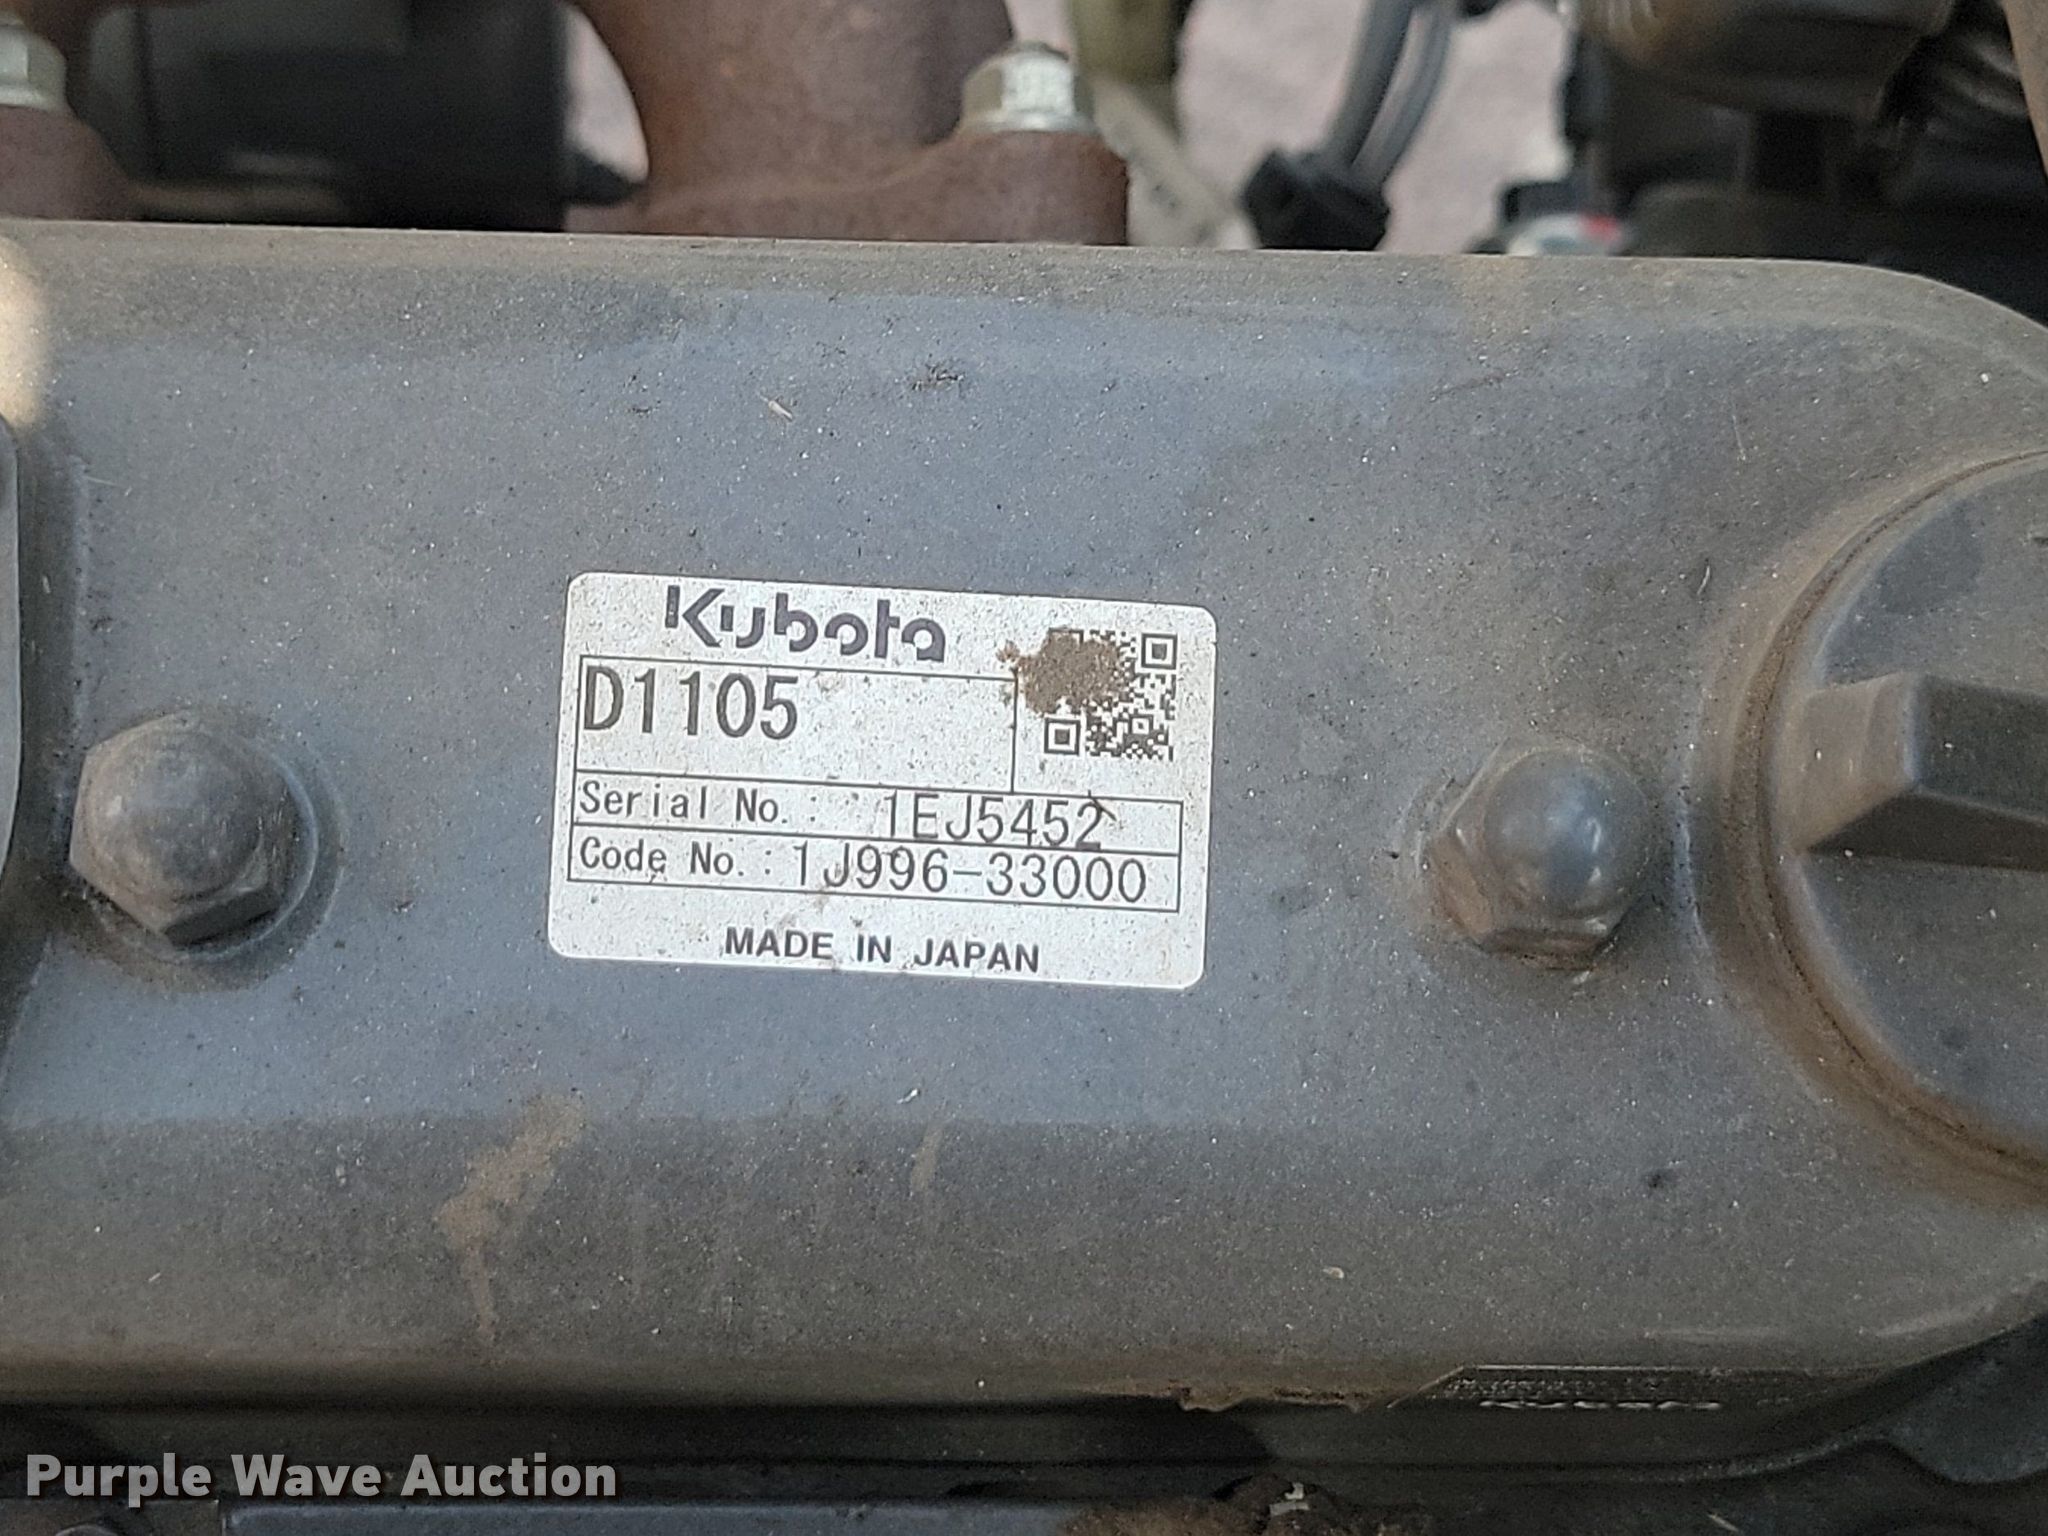 Kubota
D1105
Serial No.: 1EJ5452
Code No.: 1J996-33000
MADE IN JAPAN
Purple Wave Auction